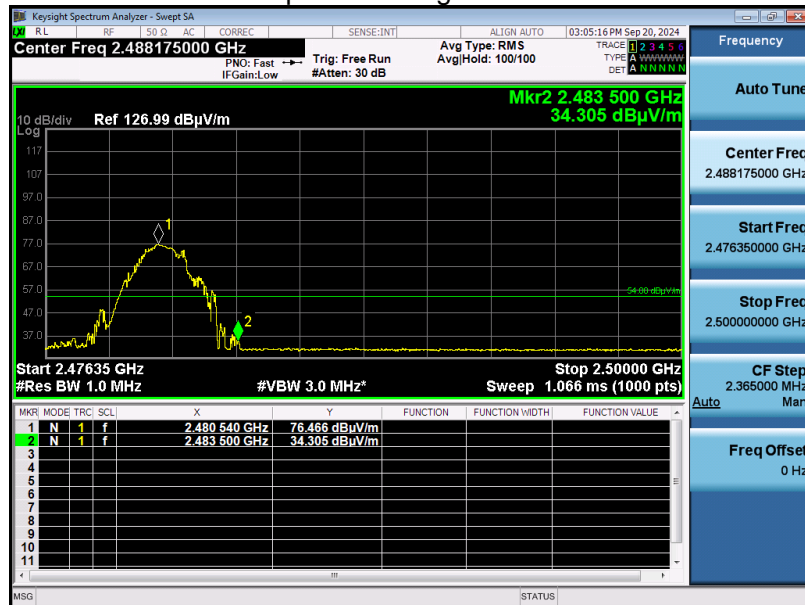 Keysight Spectrum Analyzer - Swept SA
LXI RL RF 50 Ω AC CORREC SENSE:INT ALIGN AUTO 03:05:16 PM Sep 20, 2024
Center Freq 2.488175000 GHz
PNO: Fast
IFGain:Low
Trig: Free Run
#Atten: 30 dB
Avg Type: RMS
Avg|Hold: 100/100
TRACE 1 2 3 4 5 6
TYPE A WWWWW
DET A N N N N N
Mkr2 2.483 500 GHz
34.305 dBµV/m
10 dB/div Ref 126.99 dBµV/m
Log
117
107
97.0
87.0
77.0
67.0
57.0
47.0
37.0
1
2
54.00 dBµV/m
Start 2.47635 GHz Stop 2.50000 GHz
#Res BW 1.0 MHz #VBW 3.0 MHz* Sweep 1.066 ms (1000 pts)
MKR MODE TRC SCL X Y FUNCTION FUNCTION WIDTH FUNCTION VALUE
1 N 1 f 2.480 540 GHz 76.466 dBµV/m
2 N 1 f 2.483 500 GHz 34.305 dBµV/m
3
4
5
6
7
8
9
10
11
MSG STATUS
Frequency
Auto Tune
Center Freq
2.488175000 GHz
Start Freq
2.476350000 GHz
Stop Freq
2.500000000 GHz
CF Step
2.365000 MHz
Auto Man
Freq Offset
0 Hz